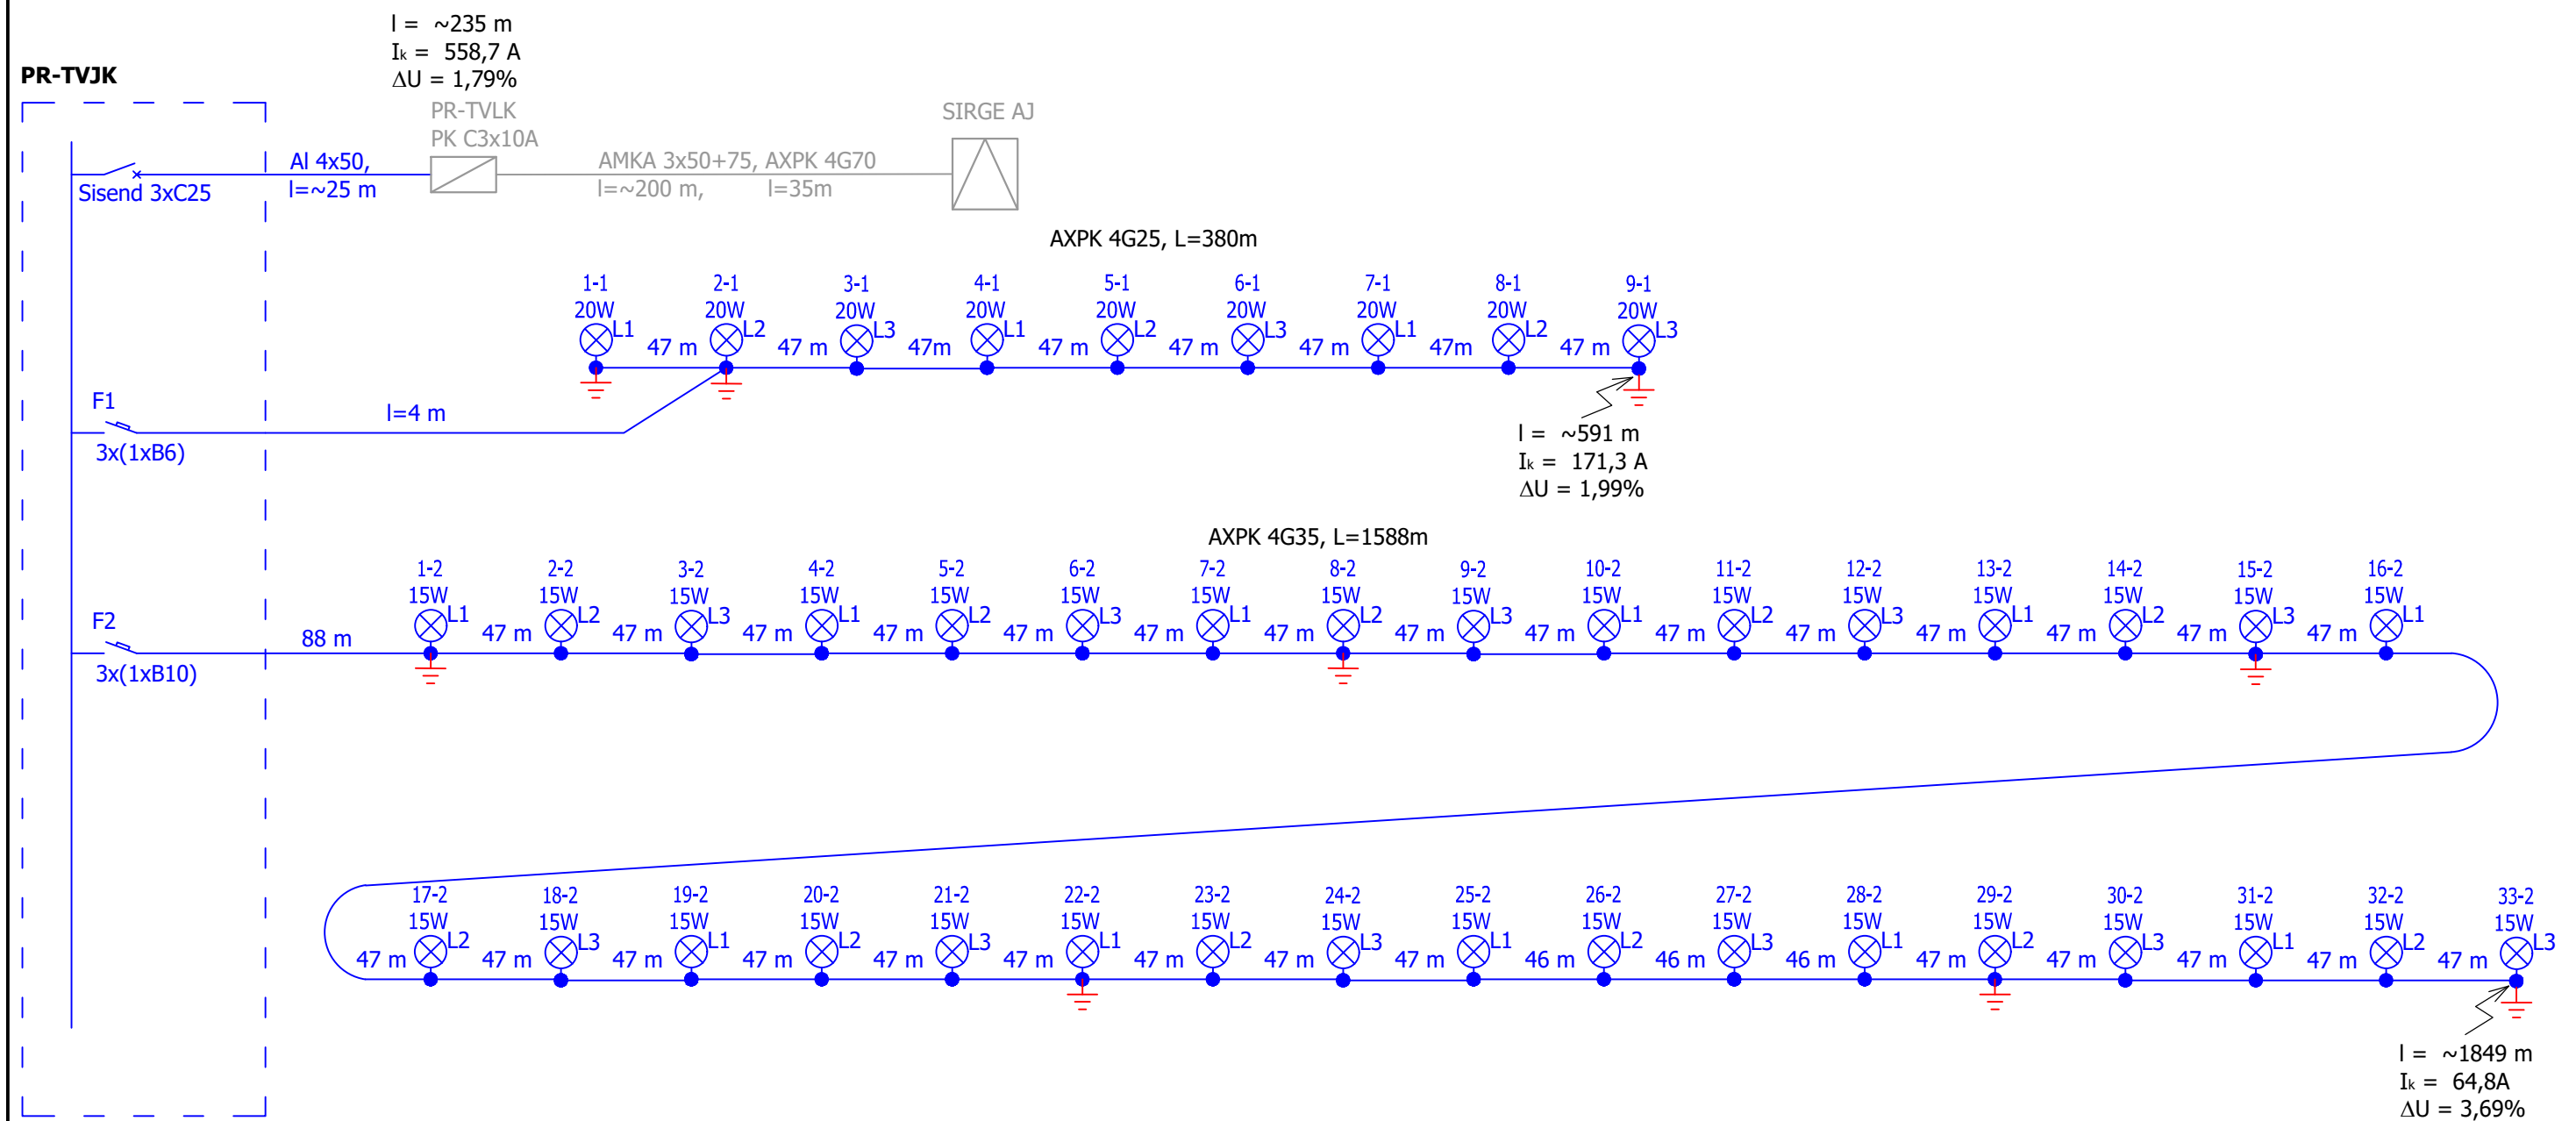 l = ~235 m
Iₖ = 558,7 A
ΔU = 1,79%
PR-TVJK
PR-TVLK
PK C3x10A
SIRGE AJ
Al 4x50,
l=~25 m
AMKA 3x50+75, AXPK 4G70
l=~200 m, l=35m
Sisend 3xC25
AXPK 4G25, L=380m
1-1 2-1 3-1 4-1 5-1 6-1 7-1 8-1 9-1
20W 20W 20W 20W 20W 20W 20W 20W 20W
L1 L2 L3 L1 L2 L3 L1 L2 L3
47 m 47 m 47m 47 m 47 m 47 m 47m 47 m
F1
l=4 m
3x(1xB6)
l = ~591 m
Iₖ = 171,3 A
ΔU = 1,99%
AXPK 4G35, L=1588m
1-2 2-2 3-2 4-2 5-2 6-2 7-2 8-2 9-2 10-2 11-2 12-2 13-2 14-2 15-2 16-2
15W 15W 15W 15W 15W 15W 15W 15W 15W 15W 15W 15W 15W 15W 15W 15W
L1 L2 L3 L1 L2 L3 L1 L2 L3 L1 L2 L3 L1 L2 L3 L1
F2
88 m 47 m 47 m 47 m 47 m 47 m 47 m 47 m 47 m 47 m 47 m 47 m 47 m 47 m 47 m 47 m
3x(1xB10)
17-2 18-2 19-2 20-2 21-2 22-2 23-2 24-2 25-2 26-2 27-2 28-2 29-2 30-2 31-2 32-2 33-2
15W 15W 15W 15W 15W 15W 15W 15W 15W 15W 15W 15W 15W 15W 15W 15W 15W
L2 L3 L1 L2 L3 L1 L2 L3 L1 L2 L3 L1 L2 L3 L1 L2 L3
47 m 47 m 47 m 47 m 47 m 47 m 47 m 47 m 47 m 46 m 46 m 46 m 47 m 47 m 47 m 47 m 47 m
l = ~1849 m
Iₖ = 64,8A
ΔU = 3,69%